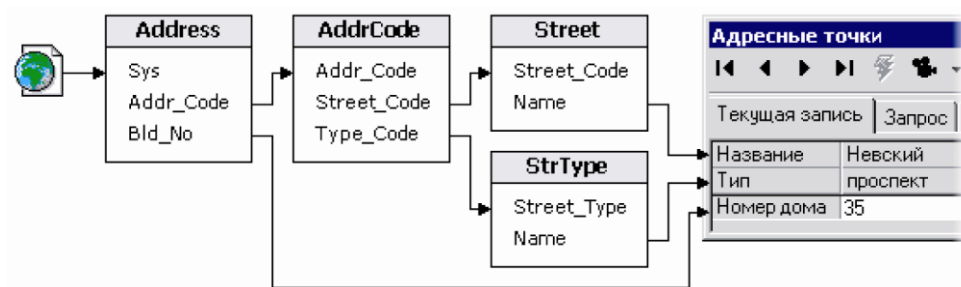 Address
Sys
Addr_Code
Bld_No
AddrCode
Addr_Code
Street_Code
Type_Code
Street
Street_Code
Name
StrType
Street_Type
Name
Адресные точки
Текущая запись Запрос
Название Невский
Тип проспект
Номер дома 35